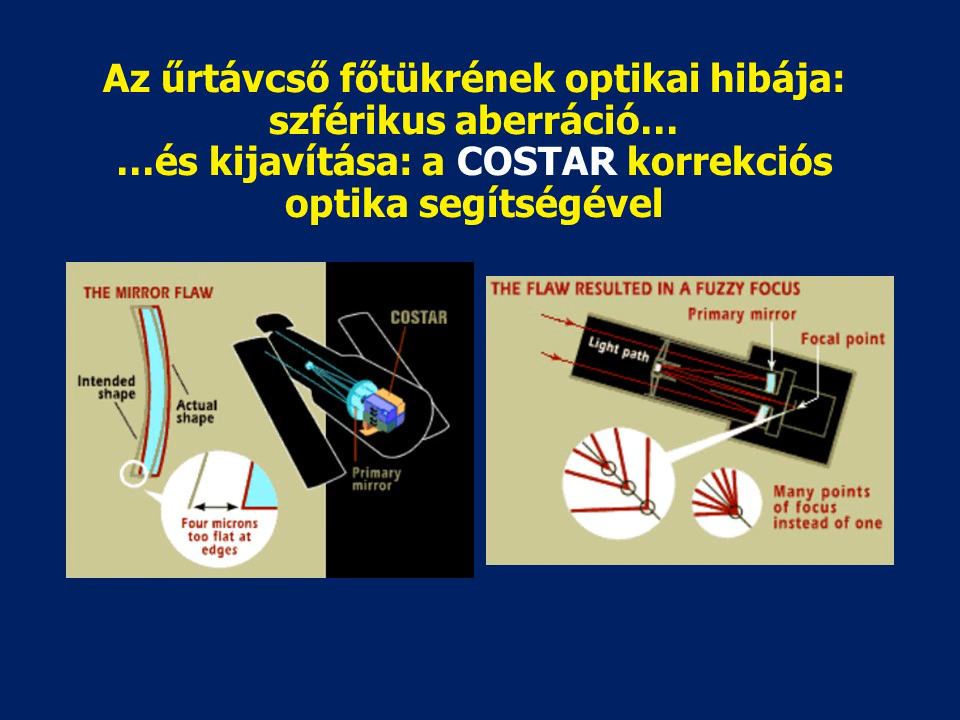 Az űrtávcső főtükrének optikai hibája:
szférikus aberráció…
…és kijavítása: a COSTAR korrekciós
optika segítségével
THE MIRROR FLAW
Intended
shape
Actual
shape
Four microns
too flat at
edges
COSTAR
Primary
mirror
THE FLAW RESULTED IN A FUZZY FOCUS
Primary mirror
Focal point
Light path
Many points
of focus
instead of one